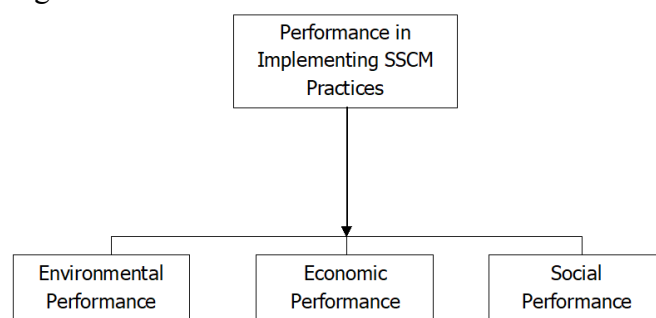 Performance in
Implementing SSCM
Practices
Environmental
Performance
Economic
Performance
Social
Performance